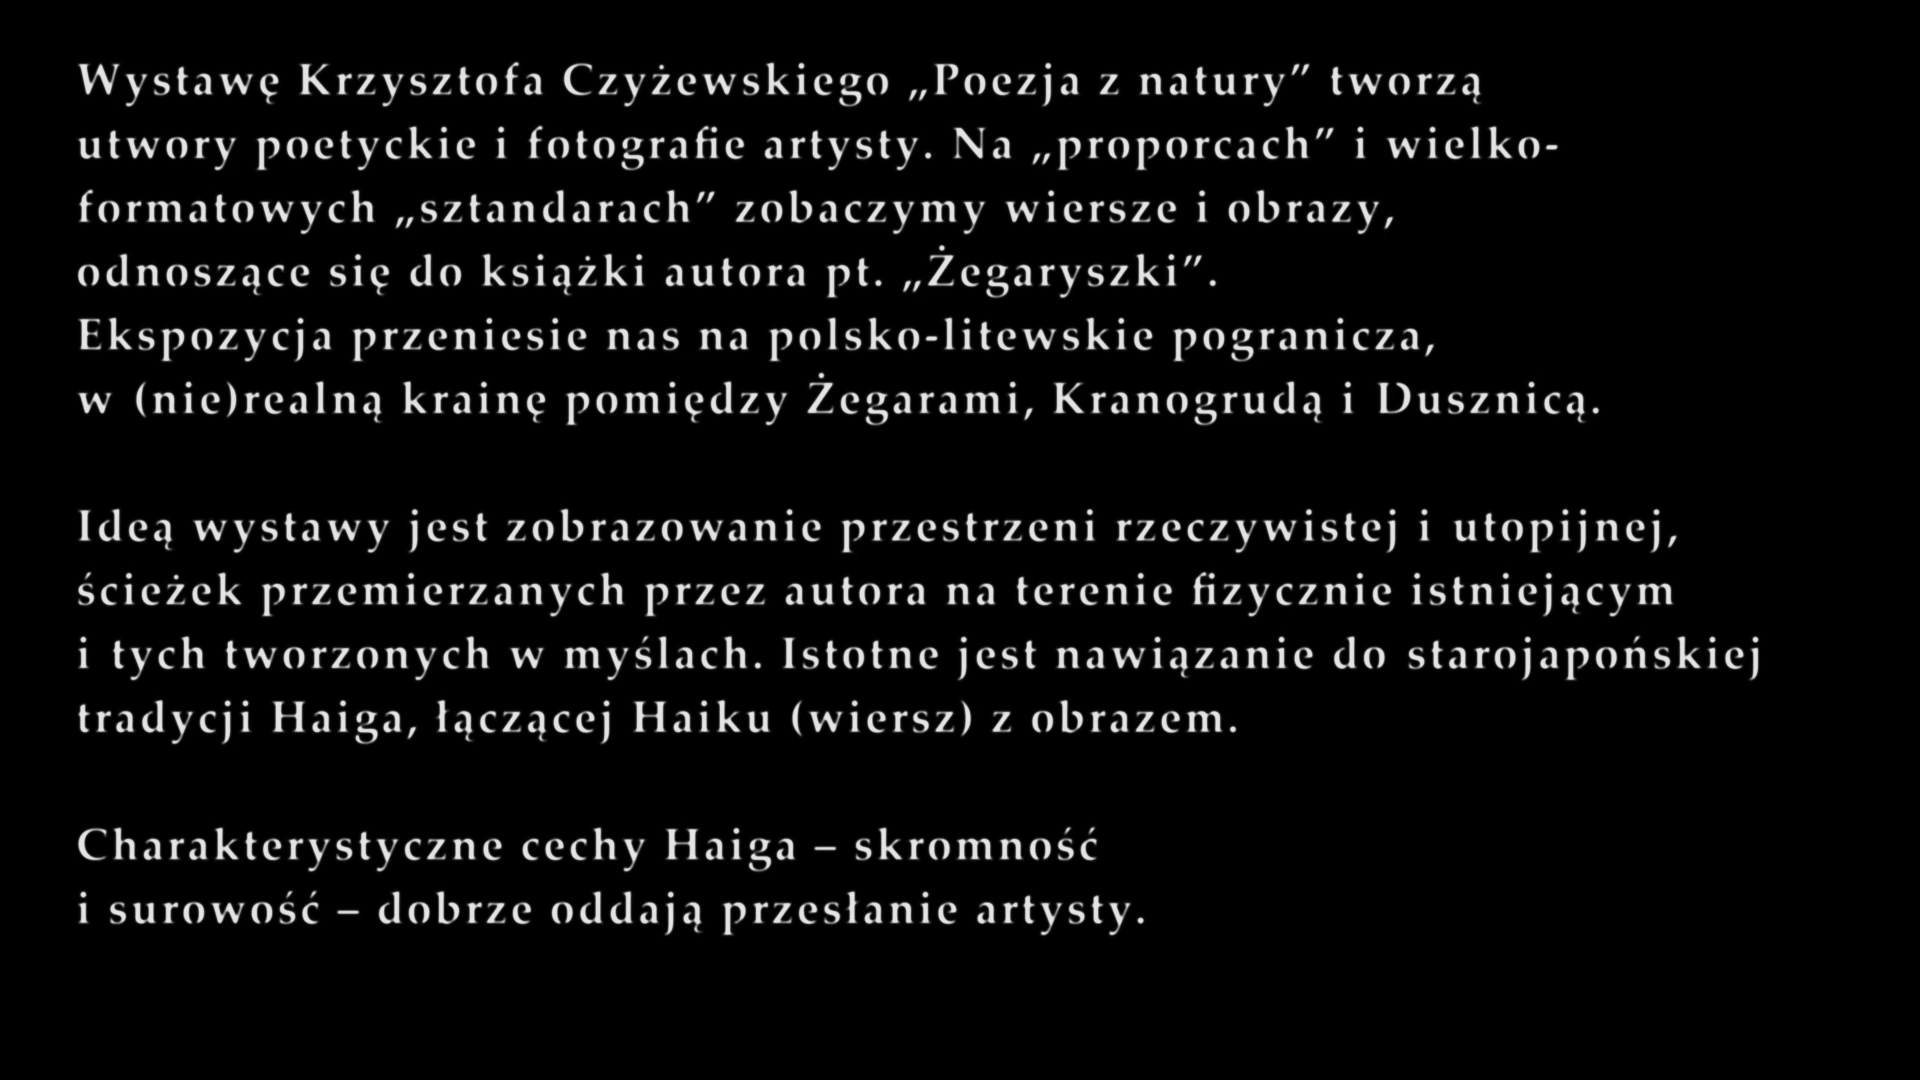 Wystawę Krzysztofa Czyżewskiego „Poezja z natury” tworzą
utwory poetyckie i fotografie artysty. Na „proporcach” i wielko-
formatowych „sztandarach” zobaczymy wiersze i obrazy,
odnoszące się do książki autora pt. „Żegaryszki”.
Ekspozycja przeniesie nas na polsko-litewskie pogranicza,
w (nie)realną krainę pomiędzy Żegarami, Kranogrudą i Dusznicą.
Ideą wystawy jest zobrazowanie przestrzeni rzeczywistej i utopijnej,
ścieżek przemierzanych przez autora na terenie fizycznie istniejącym
i tych tworzonych w myślach. Istotne jest nawiązanie do starojapońskiej
tradycji Haiga, łączącej Haiku (wiersz) z obrazem.
Charakterystyczne cechy Haiga – skromność
i surowość – dobrze oddają przesłanie artysty.